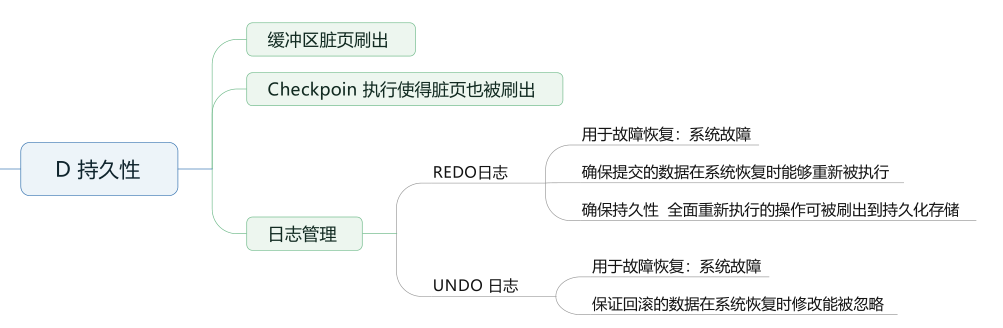 D 持久性
缓冲区脏页刷出
Checkpoin 执行使得脏页也被刷出
日志管理
REDO日志
用于故障恢复：系统故障
确保提交的数据在系统恢复时能够重新被执行
确保持久性 全面重新执行的操作可被刷出到持久化存储
UNDO 日志
用于故障恢复：系统故障
保证回滚的数据在系统恢复时修改能被忽略